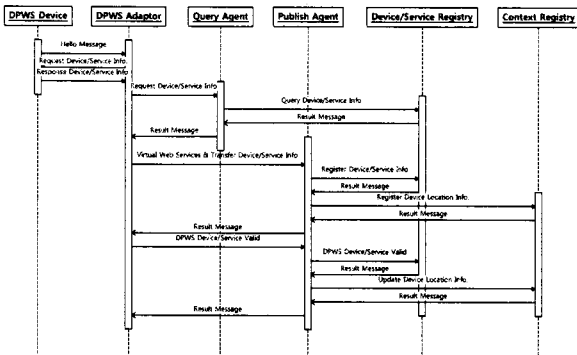 DPWS Device
DPWS Adaptor
Query Agent
Publish Agent
Device/Service Registry
Context Registry
Hello Message
Request Device/Service Info.
Response Device/Service Info
Request Device/Service Info
Query Device/Service Info
Result Message
Result Message
Virtual Web Services & Transfer Device/Service Info
Register Device/Service Info
Result Message
Register Device Location Info.
Result Message
Result Message
DPWS Device/Service Valid
DPWS Device/Service Valid
Result Message
Update Device Location Info.
Result Message
Result Message